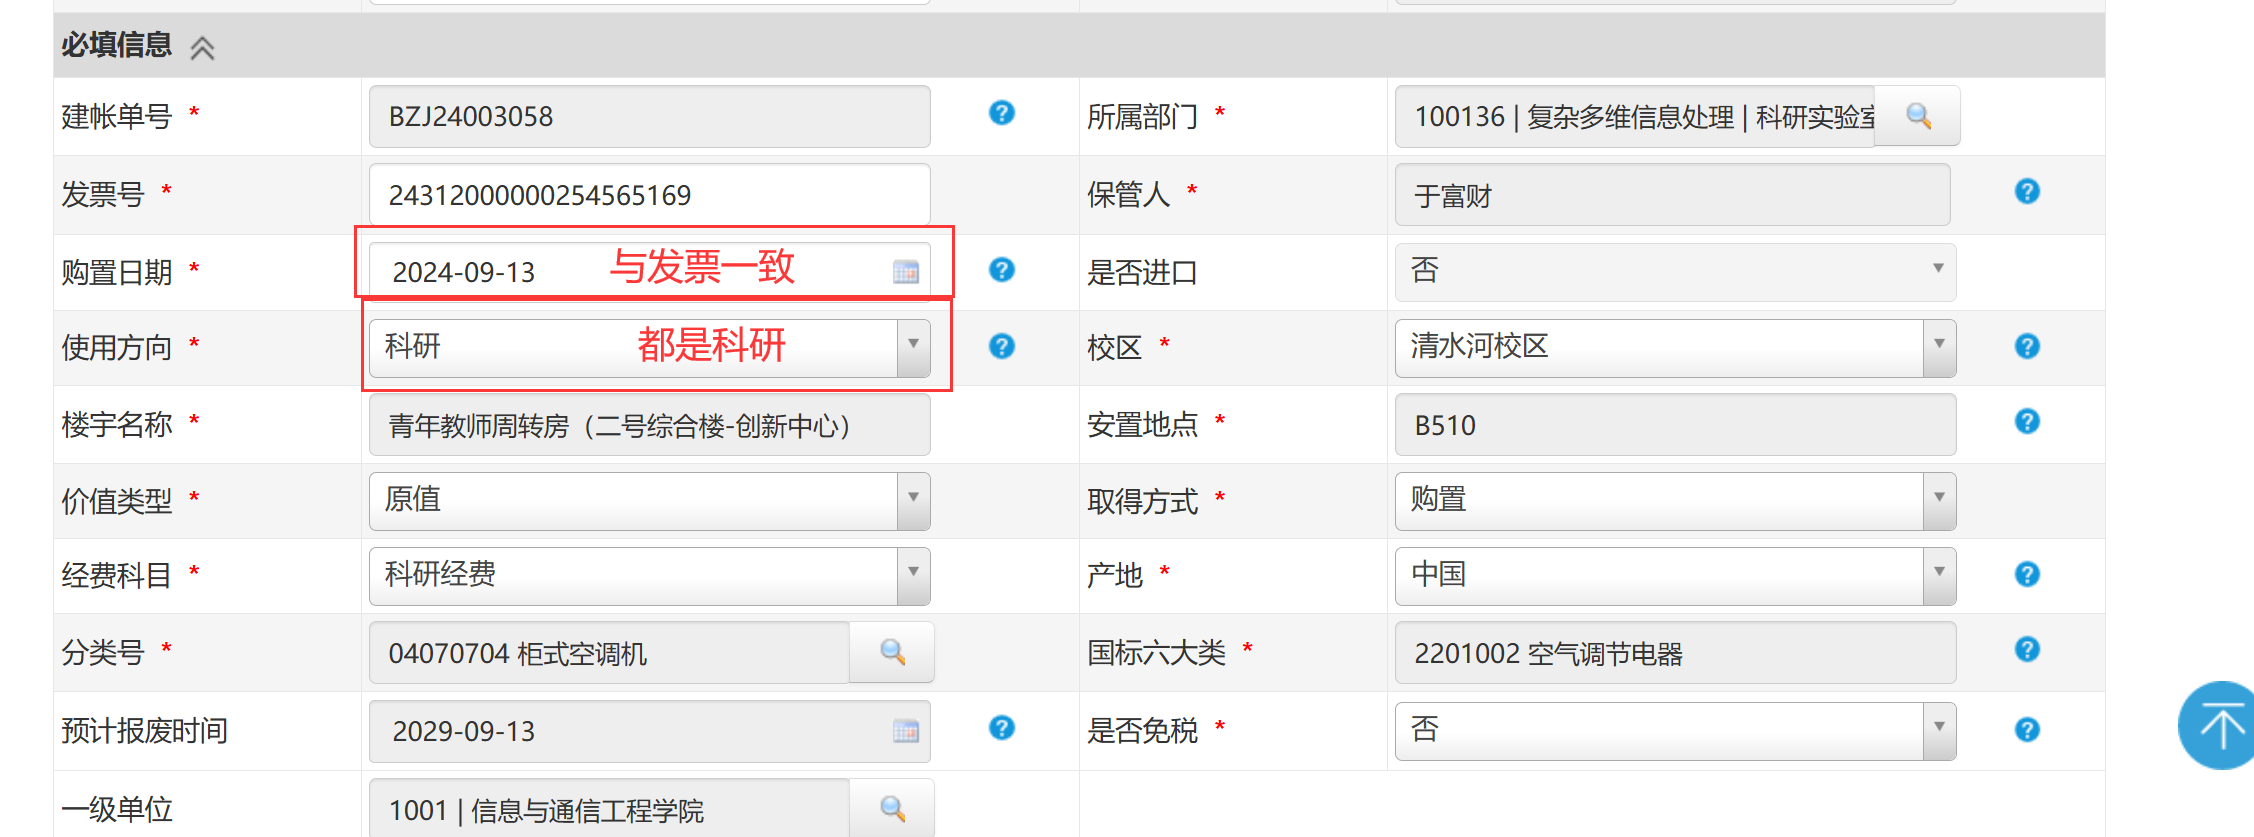 必填信息
建帐单号 * BZJ24003058 所属部门 * 100136 | 复杂多维信息处理 | 科研实验室
发票号 * 24312000000254565169 保管人 * 于富财
购置日期 * 2024-09-13 与发票一致 是否进口 否
使用方向 * 科研 都是科研 校区 * 清水河校区
楼宇名称 * 青年教师周转房（二号综合楼-创新中心） 安置地点 * B510
价值类型 * 原值 取得方式 * 购置
经费科目 * 科研经费 产地 * 中国
分类号 * 04070704 柜式空调机 国标六大类 * 2201002 空气调节电器
预计报废时间 2029-09-13 是否免税 * 否
一级单位 1001 | 信息与通信工程学院